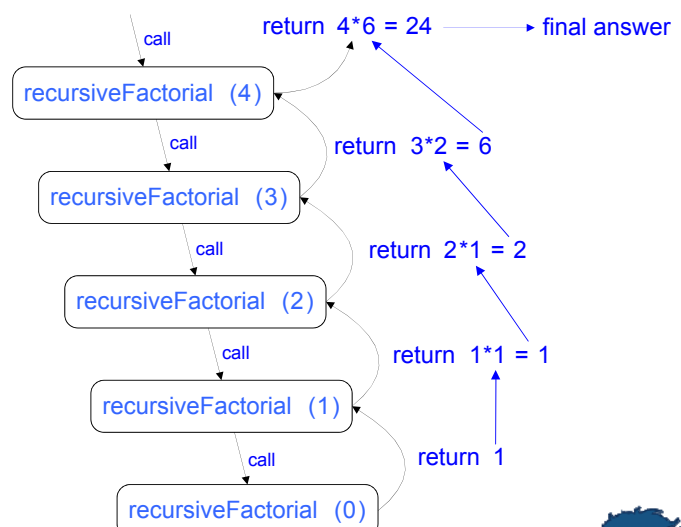 return 4*6 = 24 final answer
call
recursiveFactorial (4)
call
return 3*2 = 6
recursiveFactorial (3)
call
return 2*1 = 2
recursiveFactorial (2)
call
return 1*1 = 1
recursiveFactorial (1)
call
return 1
recursiveFactorial (0)